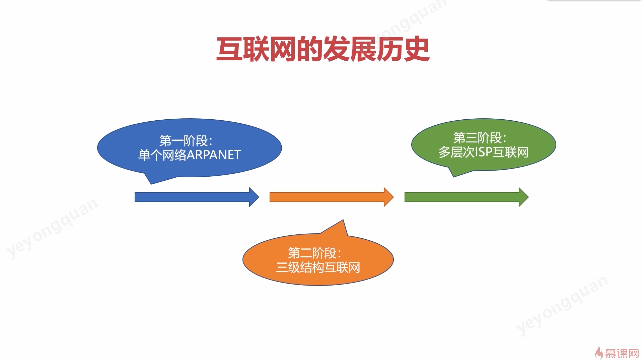 互联网的发展历史
第一阶段：
单个网络ARPANET
第三阶段：
多层次ISP互联网
第二阶段：
三级结构互联网
yeyongquan
yeyongquan
yeyongquan
慕课网